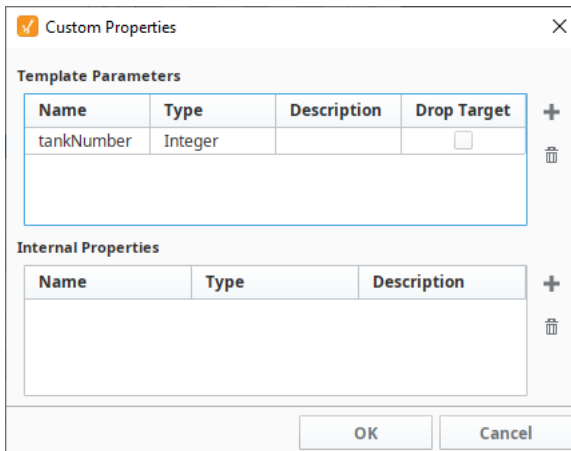 Custom Properties
Template Parameters
Name Type Description Drop Target
tankNumber Integer
Internal Properties
Name Type Description
OK Cancel